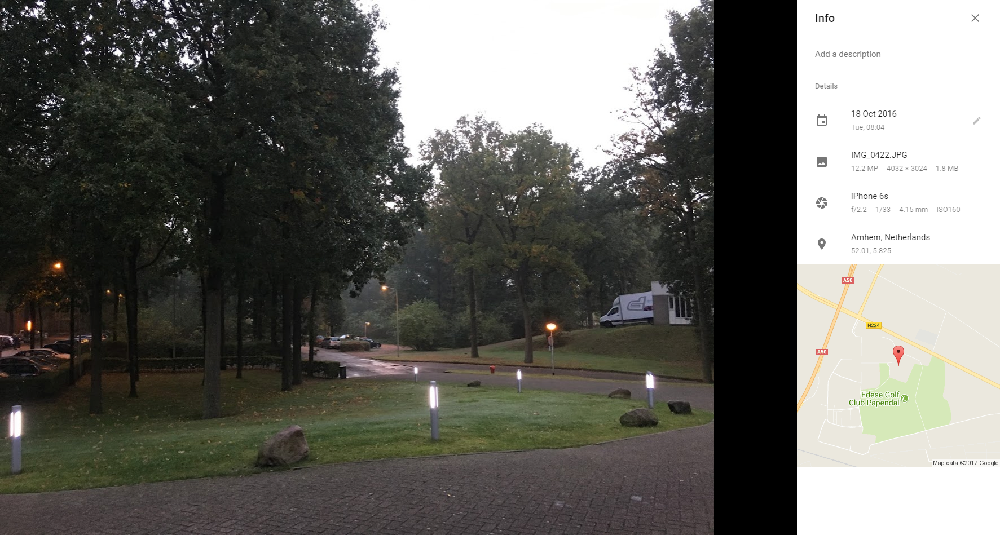 Info
Add a description
Details
18 Oct 2016
Tue, 08:04
IMG_0422.JPG
12.2 MP 4032 × 3024 1.8 MB
iPhone 6s
f/2.2 1/33 4.15 mm ISO160
Arnhem, Netherlands
52.01, 5.825
A50
N224
A50
Edese Golf
Club Papendal
Map data ©2017 Google